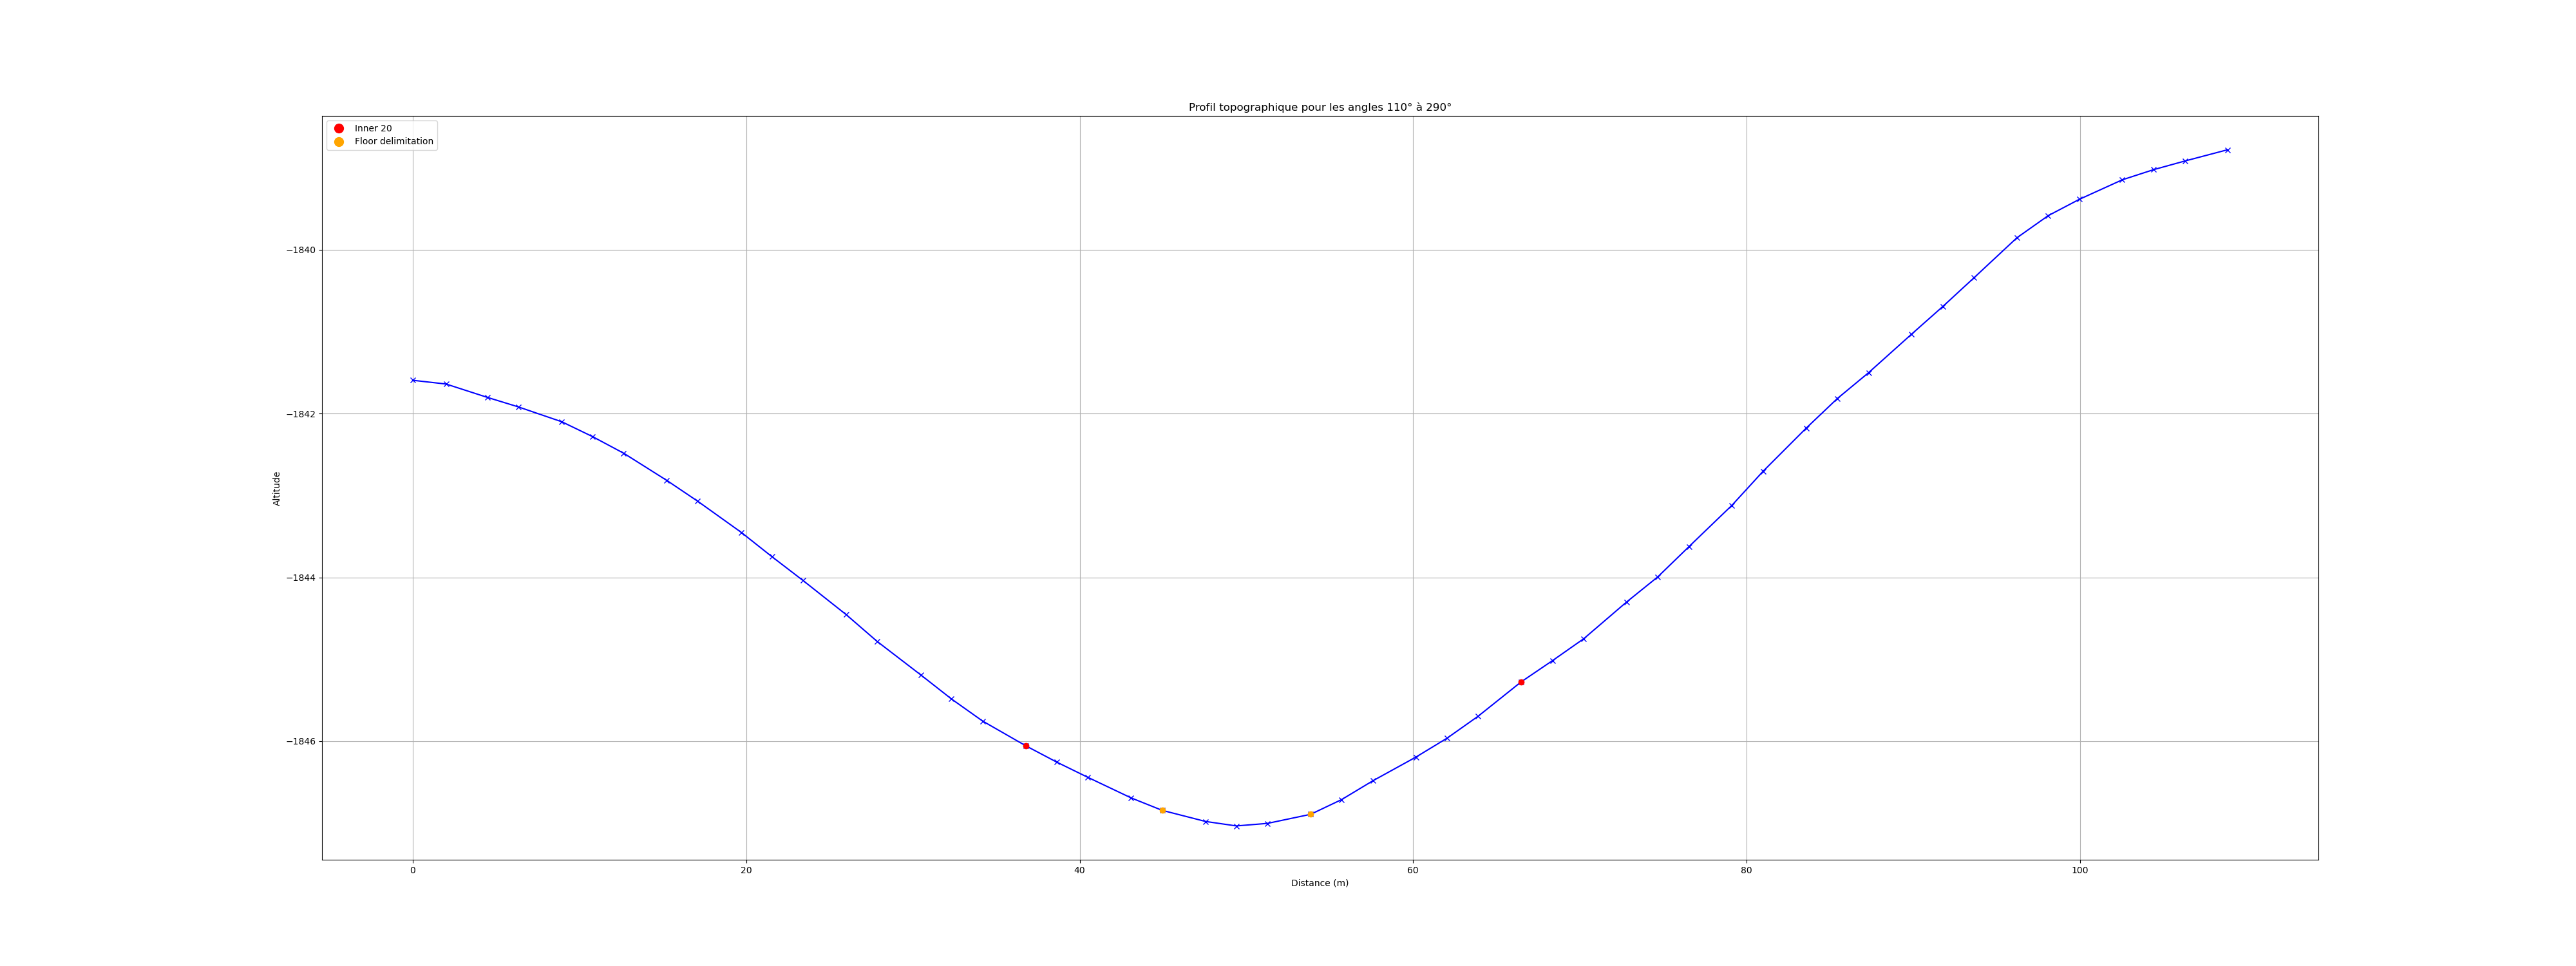 Profil topographique pour les angles 110° à 290°
Inner 20
Floor delimitation
Altitude
−1840
−1842
−1844
−1846
0 20 40 60 80 100
Distance (m)